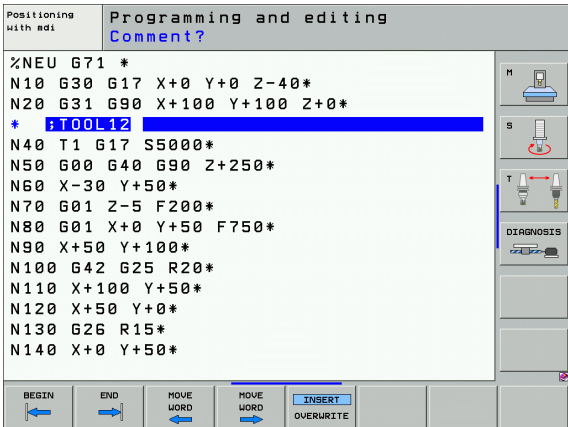 Positioning
with mdi
Programming and editing
Comment?
%NEU G71 *
N10 G30 G17 X+0 Y+0 Z-40*
N20 G31 G90 X+100 Y+100 Z+0*
* ;TOOL12
N40 T1 G17 S5000*
N50 G00 G40 G90 Z+250*
N60 X-30 Y+50*
N70 G01 Z-5 F200*
N80 G01 X+0 Y+50 F750*
N90 X+50 Y+100*
N100 G42 G25 R20*
N110 X+100 Y+50*
N120 X+50 Y+0*
N130 G26 R15*
N140 X+0 Y+50*
M
S
T
DIAGNOSIS
BEGIN
END
MOVE
WORD
MOVE
WORD
INSERT
OVERWRITE